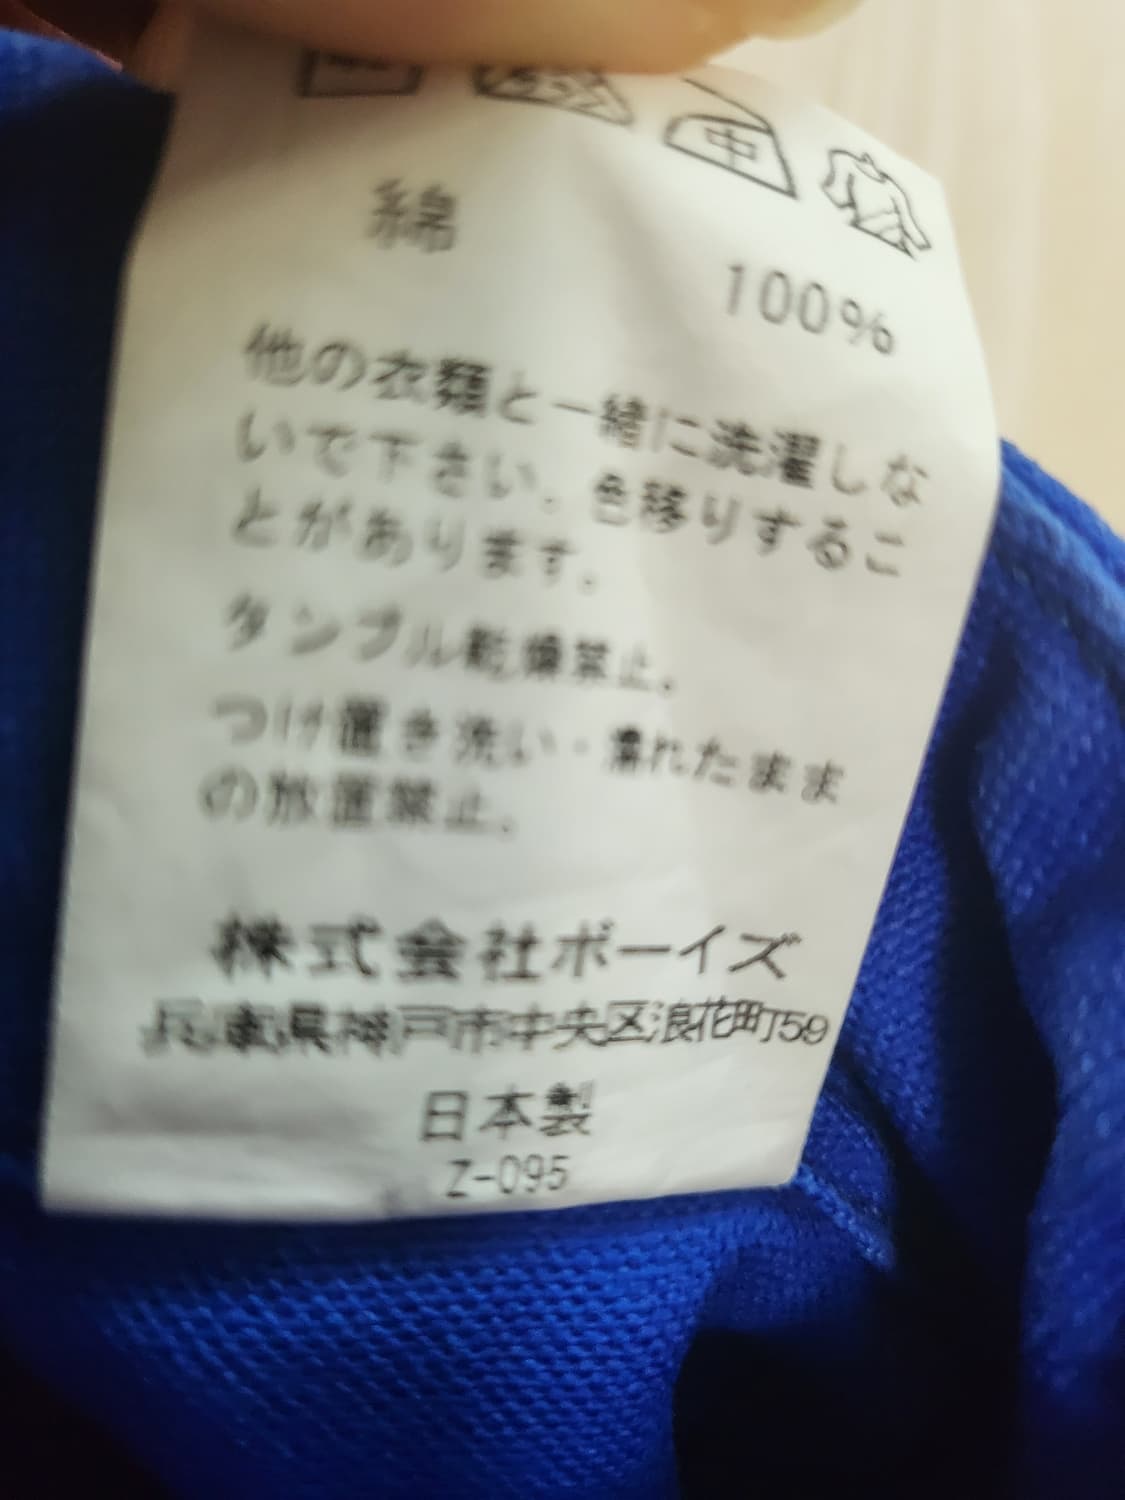 中
綿
100%
他の衣類と一緒に洗濯しな
いで下さい。色移りするこ
とがあります。
タンブル乾燥禁止。
つけ置き洗い・濡れたまま
の放置禁止。
株式会社ボーイズ
兵庫県神戸市中央区浪花町59
日本製
Z-095